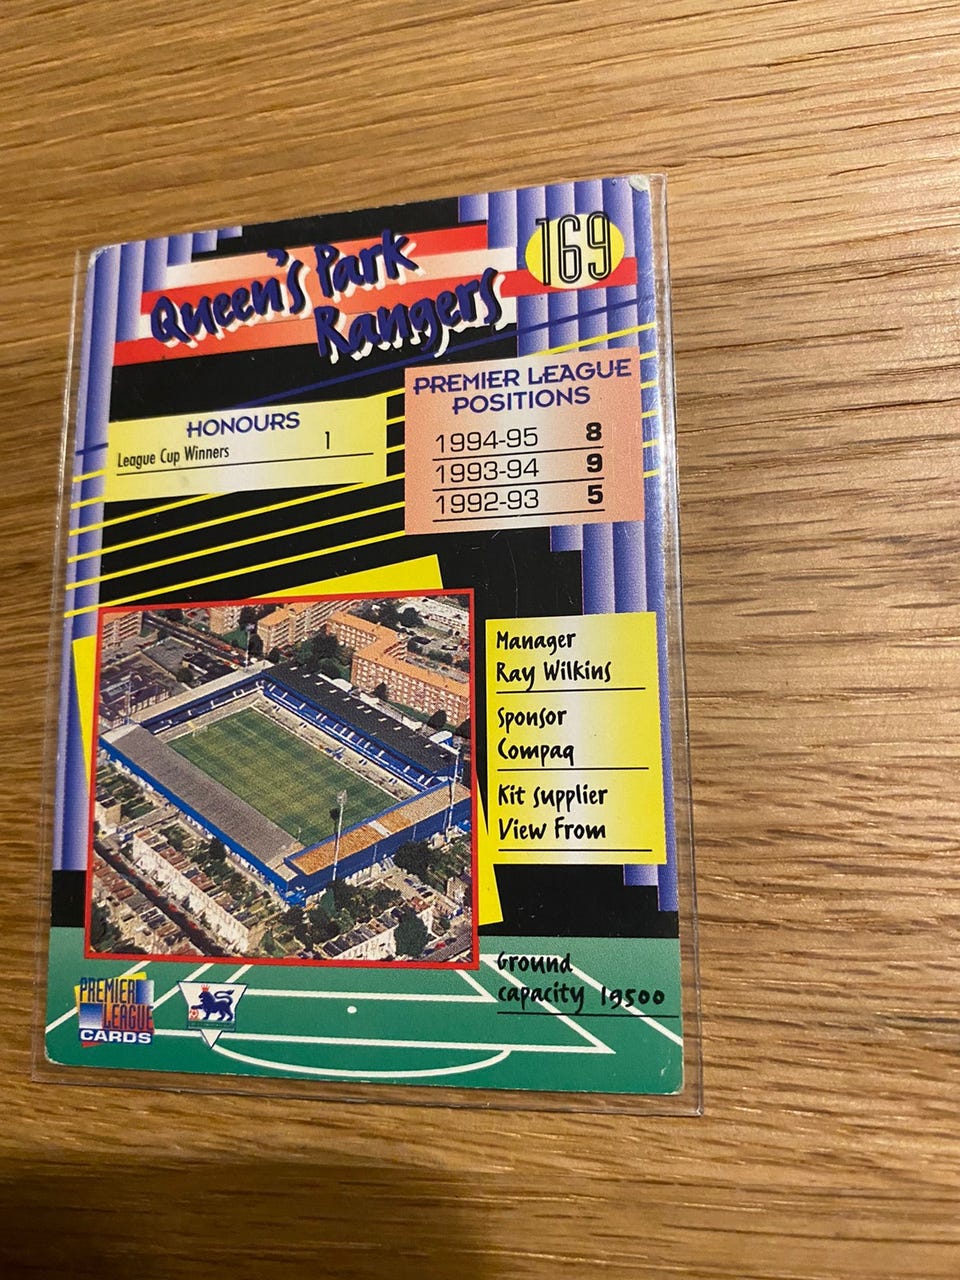 Queen's Park
Rangers
169
PREMIER LEAGUE
POSITIONS
1994-95 8
1993-94 9
1992-93 5
HONOURS
League Cup Winners 1
Manager
Ray Wilkins
Sponsor
Compaq
Kit supplier
View From
Ground
capacity 19500
PREMIER
LEAGUE
CARDS